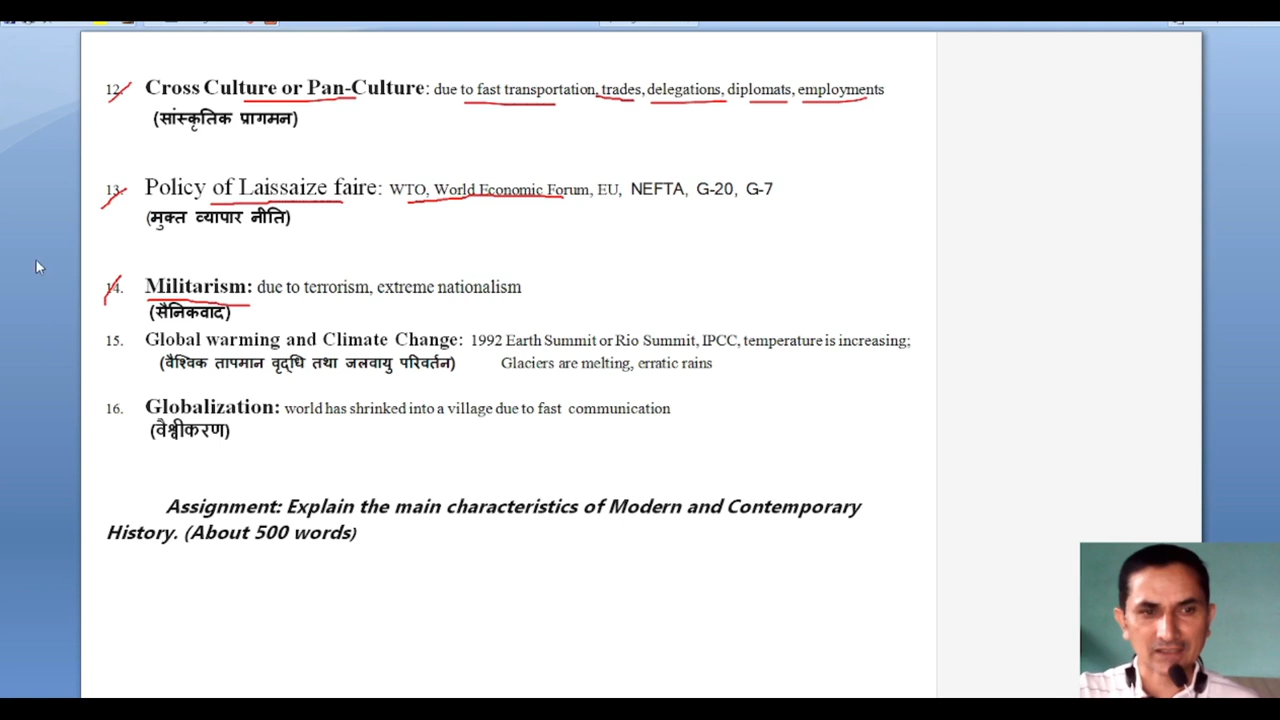 12. Cross Culture or Pan-Culture: due to fast transportation, trades, delegations, diplomats, employments
(सांस्कृतिक प्रागमन)
13. Policy of Laissaize faire: WTO, World Economic Forum, EU, NEFTA, G-20, G-7
(मुक्त व्यापार नीति)
14. Militarism: due to terrorism, extreme nationalism
(सैनिकवाद)
15. Global warming and Climate Change: 1992 Earth Summit or Rio Summit, IPCC, temperature is increasing;
(वैश्विक तापमान वृद्धि तथा जलवायु परिवर्तन) Glaciers are melting, erratic rains
16. Globalization: world has shrinked into a village due to fast communication
(वैश्वीकरण)
Assignment: Explain the main characteristics of Modern and Contemporary
History. (About 500 words)